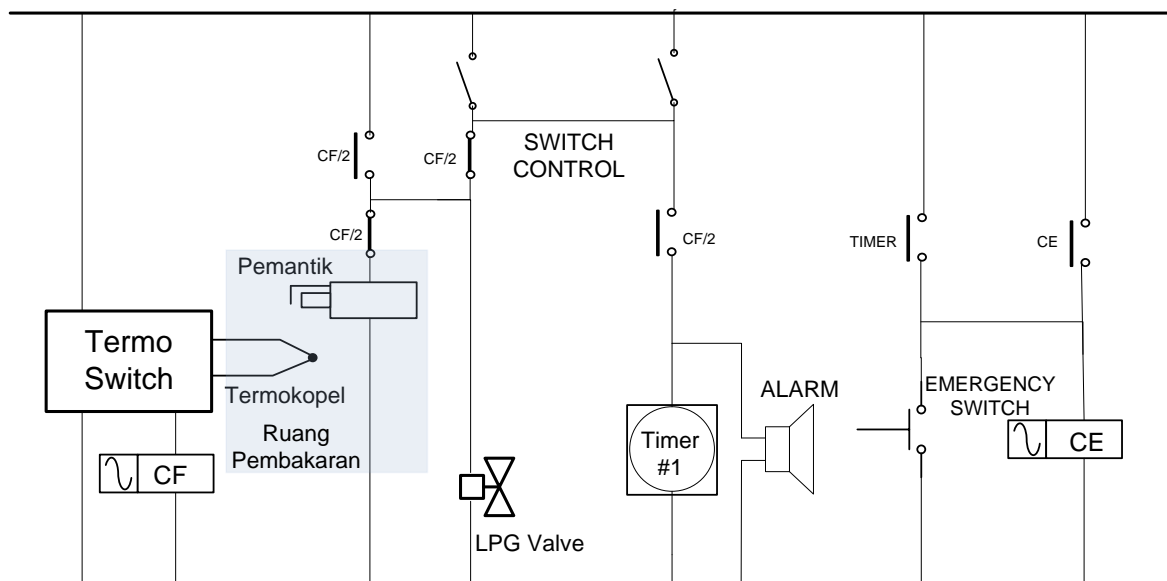 CF/2
CF/2
SWITCH
CONTROL
CF/2
CF/2
TIMER
CE
Pemantik
Termo
Switch
Termokopel
Ruang
Pembakaran
CF
LPG Valve
Timer
#1
ALARM
EMERGENCY
SWITCH
CE